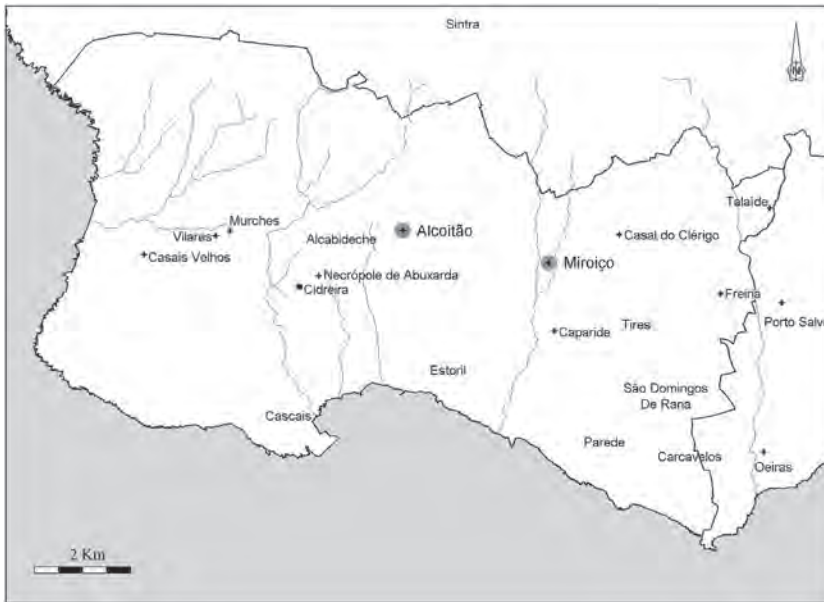 Sintra
N
Talaíde
Murches
Vilares
Alcabideche
Alcoitão
Casal do Clérigo
Casais Velhos
Miroiço
Necrópole de Abuxarda
Cidreira
Freiria
Porto Salv
Caparide
Tires
Estoril
São Domingos
De Rana
Cascais
Parede
Carcavelos
Oeiras
2 Km